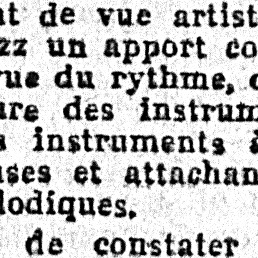 t de vue artist
zz un apport co
rue du rythme,
ure des instrum
s instruments
ses et attachan
lodiques.
de constater